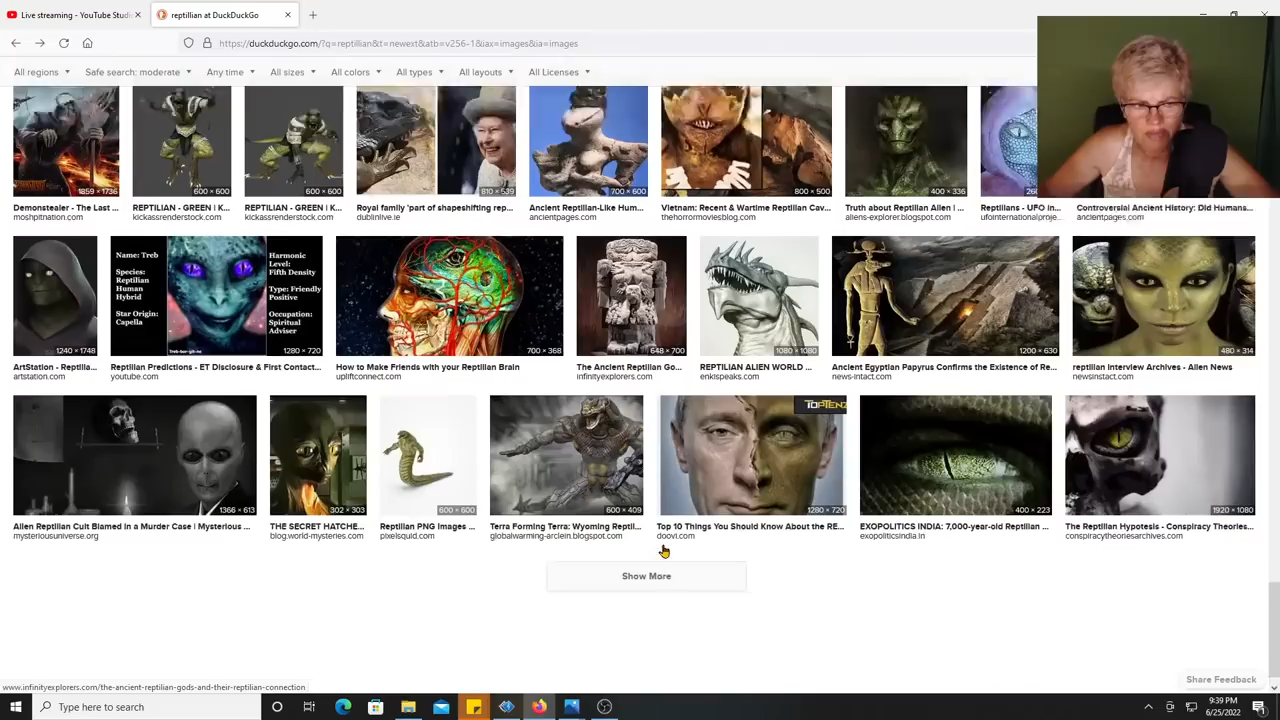 Live streaming - YouTube Studi
reptillian at DuckDuckGo
https://duckduckgo.com/?q=reptillian&t=newext&atb=v256-1&iax=images&ia=images
All regions
Safe search: moderate
Any time
All sizes
All colors
All types
All layouts
All Licenses
1859 × 1736
600 × 600
600 × 600
810 × 539
700 × 600
800 × 500
400 × 336
260
Demonstealer - The Last ...
REPTILIAN - GREEN | K...
REPTILIAN - GREEN | K...
Royal family 'part of shapeshifting rep...
Ancient Reptilian-Like Hum...
Vietnam: Recent & Wartime Reptilian Cav...
Truth about Reptilian Alien | ...
Reptilians - UFO In...
Controversial Ancient History: Did Humans...
moshpitnation.com
kickassrenderstock.com
kickassrenderstock.com
dublinlive.ie
ancientpages.com
thehorrormoviesblog.com
aliens-explorer.blogspot.com
ufointernationalproje...
ancientpages.com
Name: Treb
Species:
Reptilian
Human
Hybrid
Star Origin:
Capella
Harmonic
Level:
Fifth Density
Type: Friendly
Positive
Occupation:
Spiritual
Adviser
1240 × 1748
1280 × 720
700 × 368
648 × 700
1080 × 1080
1200 × 630
480 × 314
ArtStation - Reptilia...
Reptilian Predictions - ET Disclosure & First Contact...
How to Make Friends with your Reptilian Brain
The Ancient Reptilian Go...
REPTILIAN ALIEN WORLD ...
Ancient Egyptian Papyrus Confirms the Existence of Re...
reptilian Interview Archives - Alien News
artstation.com
youtube.com
upliftconnect.com
infinityexplorers.com
enkispeaks.com
news-intact.com
newsinstact.com
TOPTENZ
1366 × 613
302 × 303
600 × 600
600 × 409
1280 × 720
400 × 223
1920 × 1080
Alien Reptilian Cult Blamed in a Murder Case | Mysterious ...
THE SECRET HATCHE...
Reptilian PNG Images ...
Terra Forming Terra: Wyoming Reptil...
Top 10 Things You Should Know About the RE...
EXOPOLITICS INDIA: 7,000-year-old Reptilian ...
The Reptilian Hypotesis - Conspiracy Theories...
mysteriousuniverse.org
blog.world-mysteries.com
pixelsquid.com
globalwarming-arclein.blogspot.com
doovi.com
exopoliticsindia.in
conspiracytheoriesarchives.com
Show More
Share Feedback
www.infinityexplorers.com/the-ancient-reptilian-gods-and-their-reptilian-connection
Type here to search
9:39 PM
6/25/2022